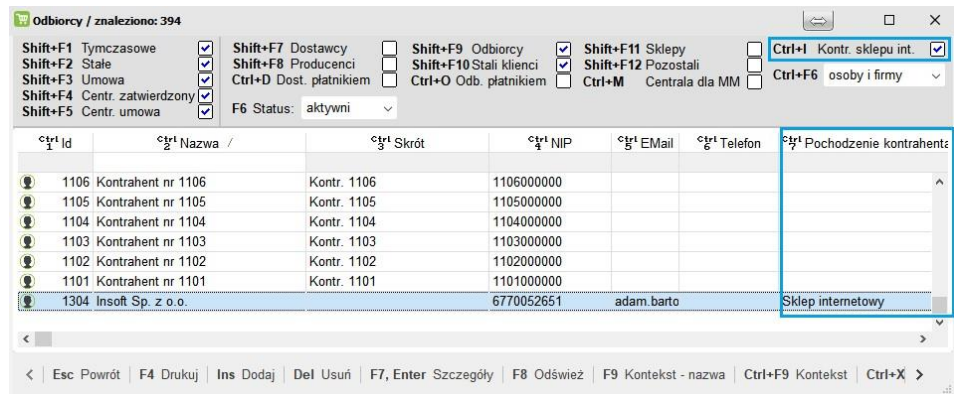 Odbiorcy / znaleziono: 394
Shift+F1 Tymczasowe Shift+F7 Dostawcy Shift+F9 Odbiorcy Shift+F11 Sklepy Ctrl+I Kontr. sklepu int.
Shift+F2 Stałe Shift+F8 Producenci Shift+F10 Stali klienci Shift+F12 Pozostali
Shift+F3 Umowa Ctrl+D Dost. płatnikiem Ctrl+O Odb. płatnikiem Ctrl+M Centrala dla MM Ctrl+F6 osoby i firmy
Shift+F4 Centr. zatwierdzony
Shift+F5 Centr. umowa F6 Status: aktywni
Ctrl 1 Id Ctrl 2 Nazwa / Ctrl 3 Skrót Ctrl 4 NIP Ctrl 5 EMail Ctrl 6 Telefon Ctrl 7 Pochodzenie kontrahenta
1106 Kontrahent nr 1106 Kontr. 1106 1106000000
1105 Kontrahent nr 1105 Kontr. 1105 1105000000
1104 Kontrahent nr 1104 Kontr. 1104 1104000000
1103 Kontrahent nr 1103 Kontr. 1103 1103000000
1102 Kontrahent nr 1102 Kontr. 1102 1102000000
1101 Kontrahent nr 1101 Kontr. 1101 1101000000
1304 Insoft Sp. z o.o. 6770052651 adam.barto Sklep internetowy
Esc Powrót F4 Drukuj Ins Dodaj Del Usuń F7, Enter Szczegóły F8 Odśwież F9 Kontekst - nazwa Ctrl+F9 Kontekst Ctrl+X